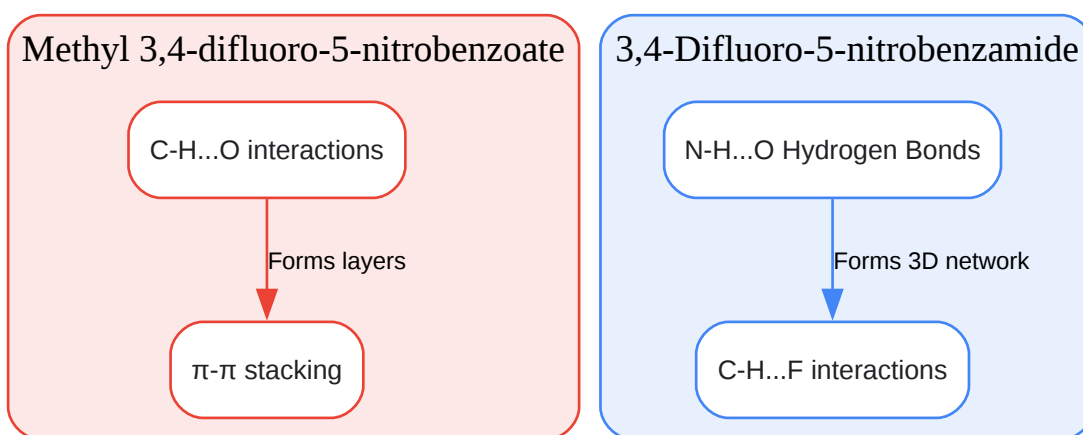 Methyl 3,4-difluoro-5-nitrobenzoate
C-H...O interactions
Forms layers
π-π stacking
3,4-Difluoro-5-nitrobenzamide
N-H...O Hydrogen Bonds
Forms 3D network
C-H...F interactions